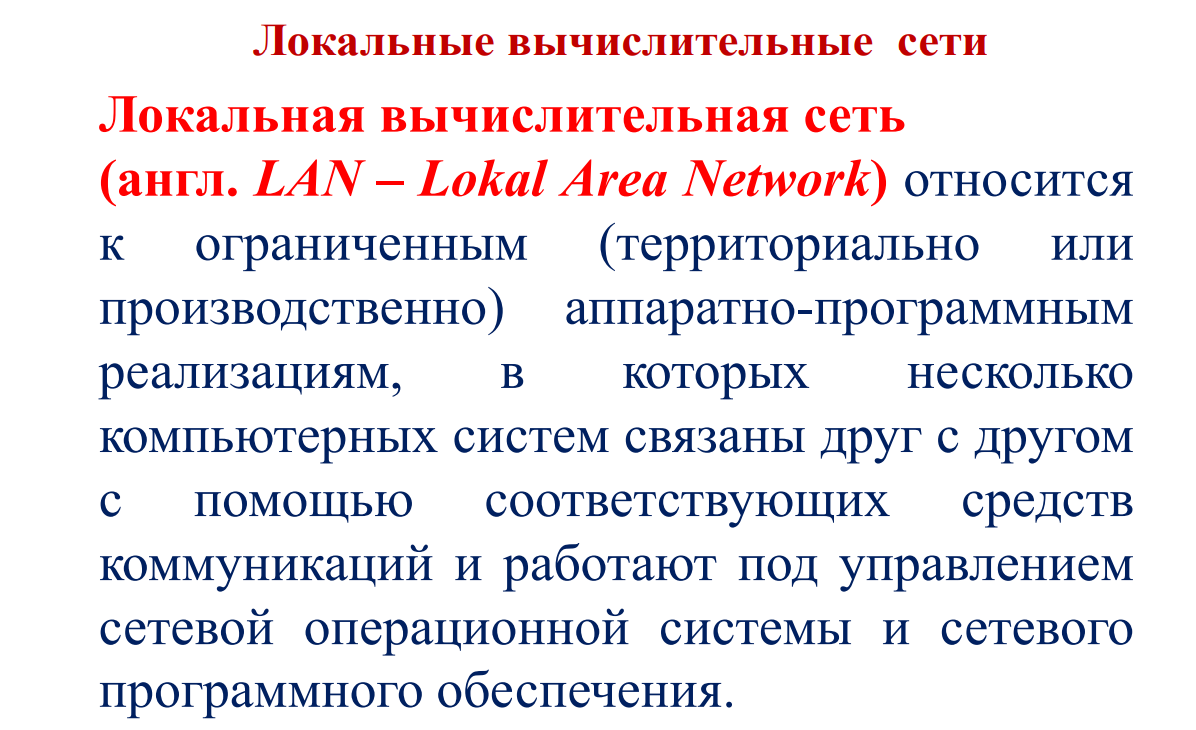 Локальные вычислительные  сети
Локальная вычислительная сеть
(англ. LAN – Lokal Area Network) относится
к ограниченным (территориально или
производственно) аппаратно-программным
реализациям, в которых несколько
компьютерных систем связаны друг с другом
с помощью соответствующих средств
коммуникаций и работают под управлением
сетевой операционной системы и сетевого
программного обеспечения.